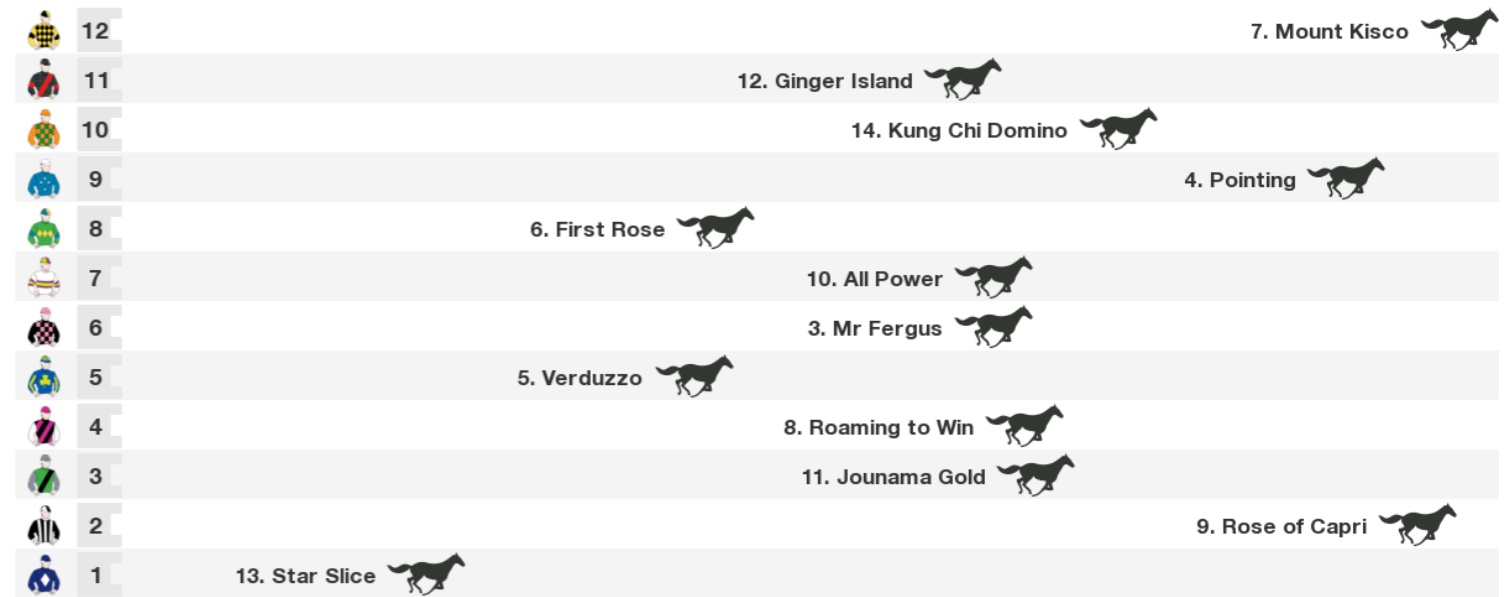 12 7. Mount Kisco
11 12. Ginger Island
10 14. Kung Chi Domino
9 4. Pointing
8 6. First Rose
7 10. All Power
6 3. Mr Fergus
5 5. Verduzzo
4 8. Roaming to Win
3 11. Jounama Gold
2 9. Rose of Capri
1 13. Star Slice